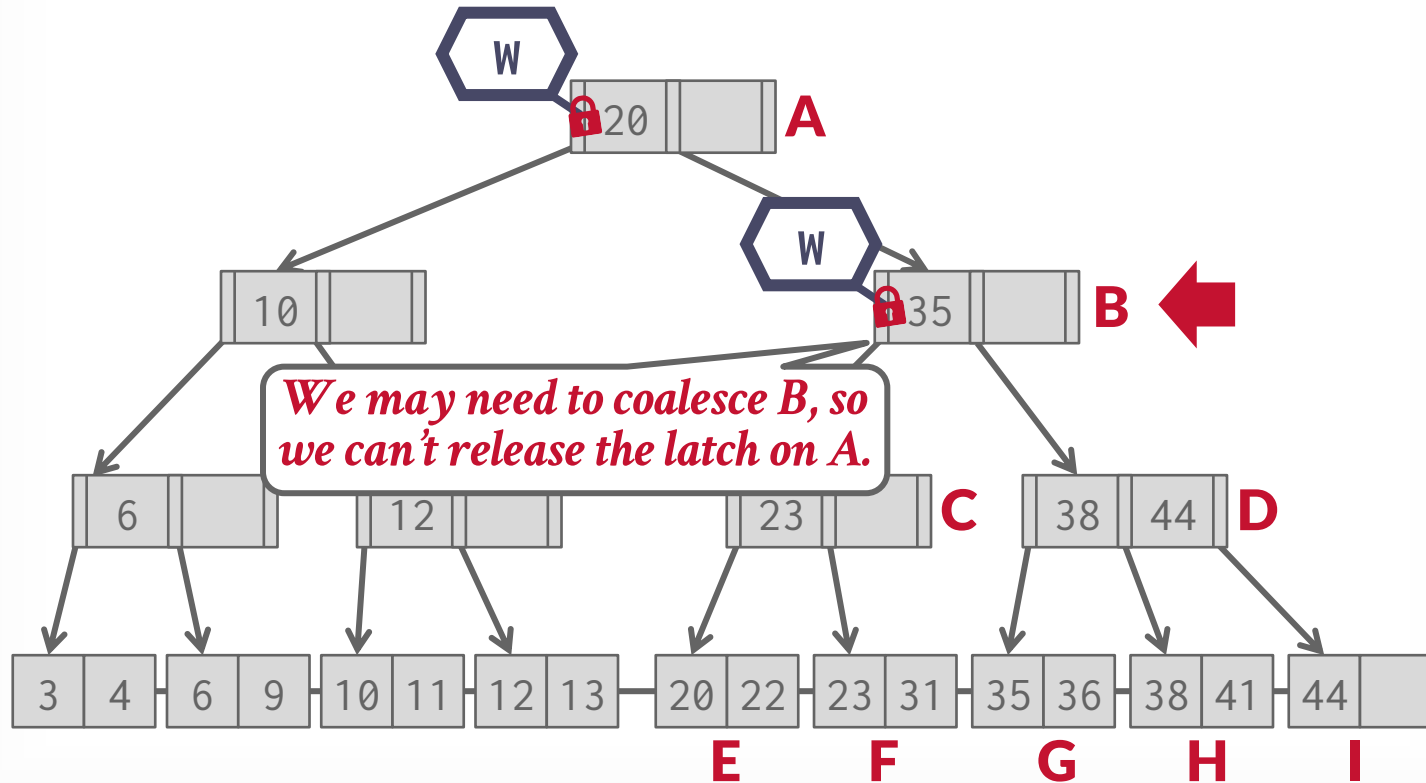 W
20 A
W
10 35 B
We may need to coalesce B, so
we can't release the latch on A.
6 12 23 C 38 44 D
3 4 6 9 10 11 12 13 20 22 23 31 35 36 38 41 44
E F G H I